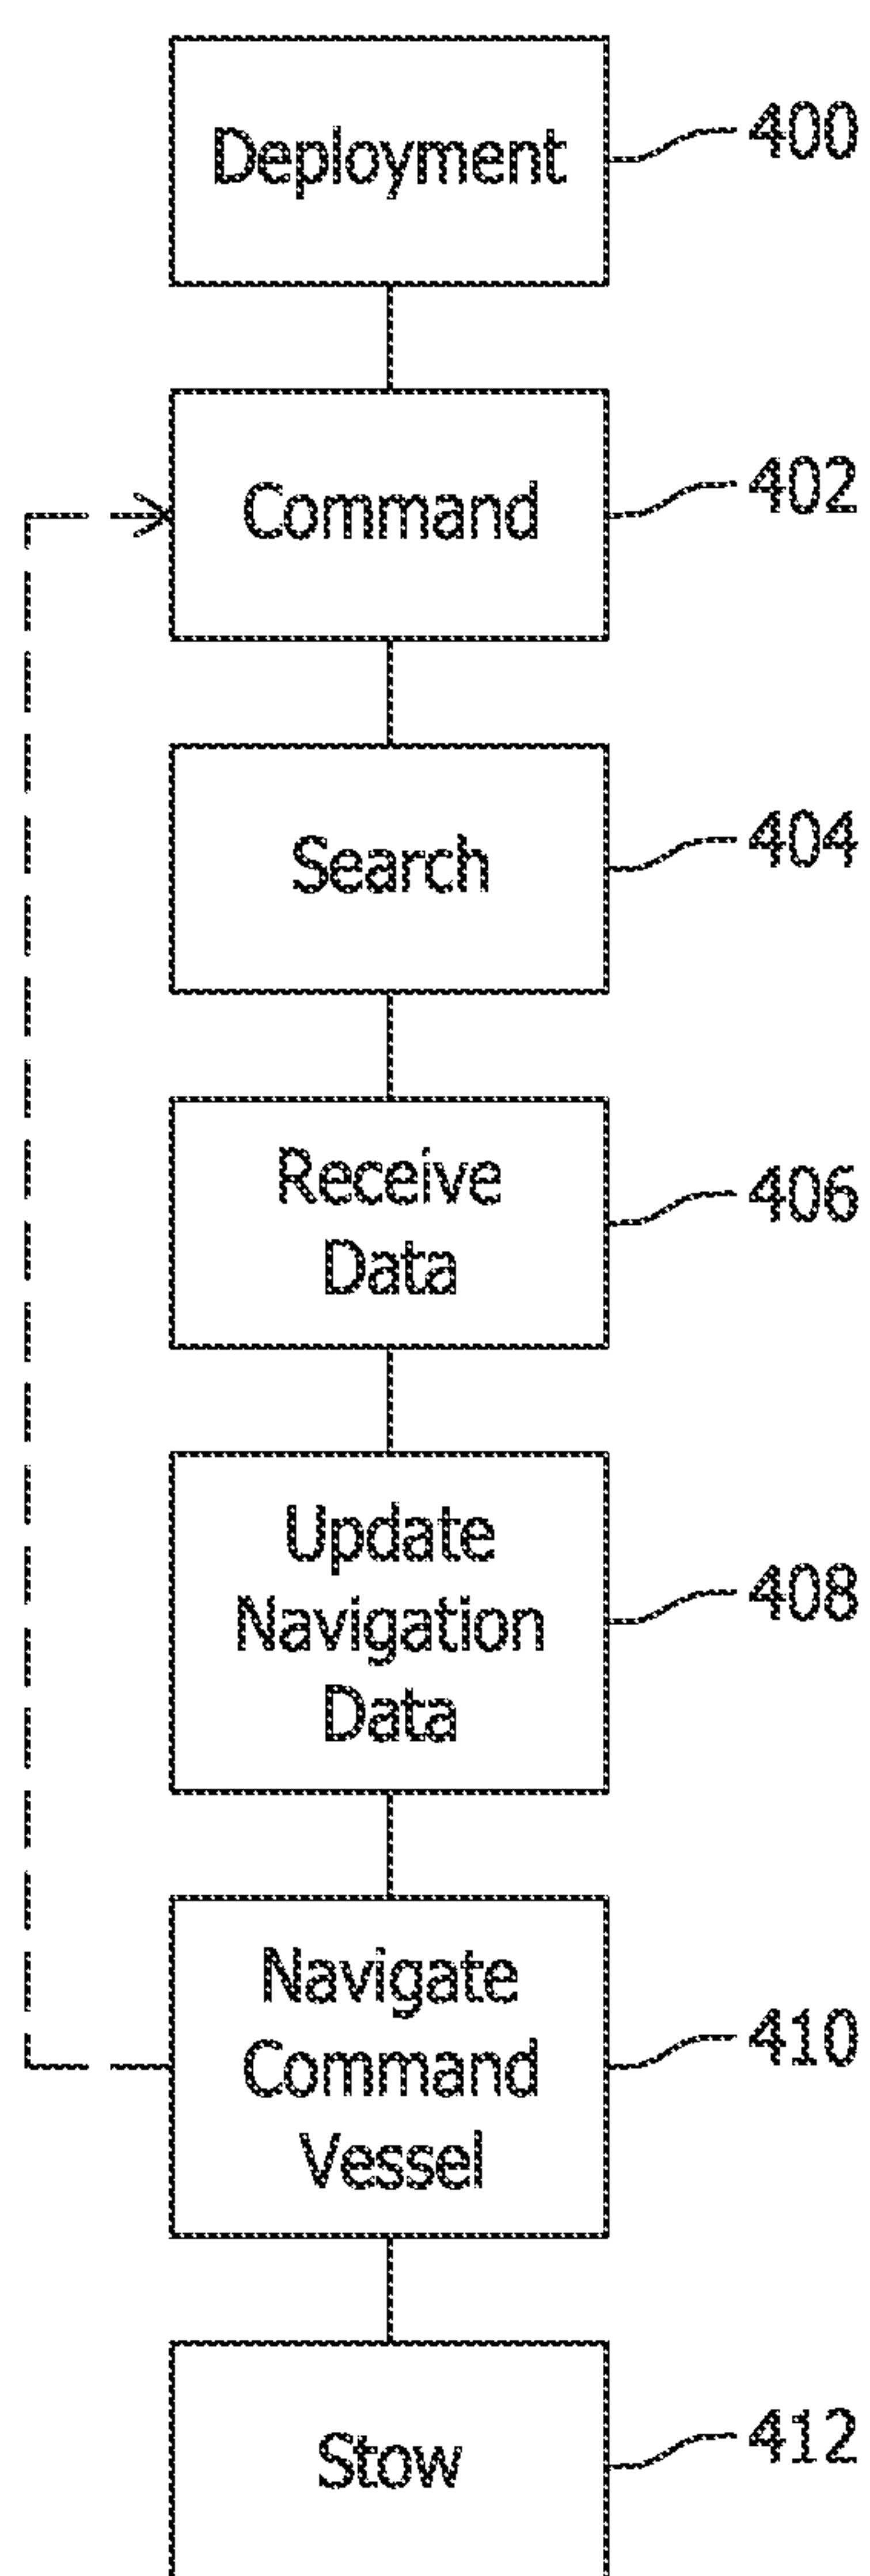 Deployment
400
Command
402
Search
404
Receive
Data
406
Update
Navigation
Data
408
Navigate
Command
Vessel
410
Stow
412